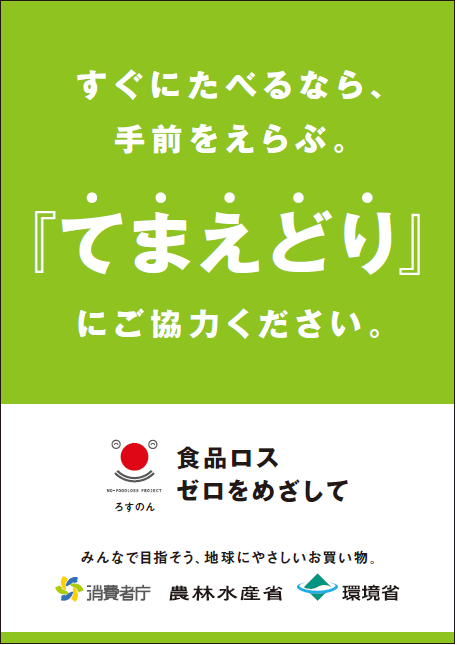 すぐにたべるなら、
手前をえらぶ。
『てまえどり』
にご協力ください。
食品ロス
ゼロをめざして
NO-FOODLOSS PROJECT
ろすのん
みんなで目指そう、地球にやさしいお買い物。
消費者庁 農林水産省 環境省